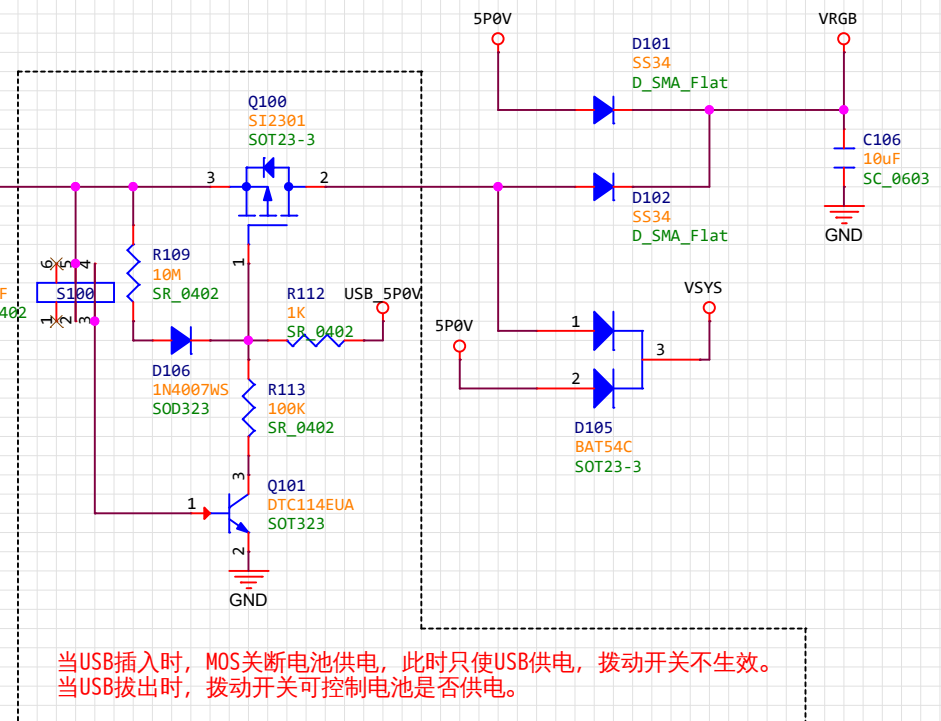 5P0V
VRGB
D101
SS34
D_SMA_Flat
Q100
SI2301
SOT23-3
C106
10uF
SC_0603
3
2
D102
SS34
D_SMA_Flat
GND
1
6
5
4
R109
10M
SR_0402
F
402
S100
R112
1K
SR_0402
USB_5P0V
VSYS
1
2
3
5P0V
1
3
2
D106
1N4007WS
SOD323
R113
100K
SR_0402
D105
BAT54C
SOT23-3
3
Q101
DTC114EUA
SOT323
1
2
GND
当USB插入时，MOS关断电池供电，此时只使USB供电，拨动开关不生效。
当USB拔出时，拨动开关可控制电池是否供电。